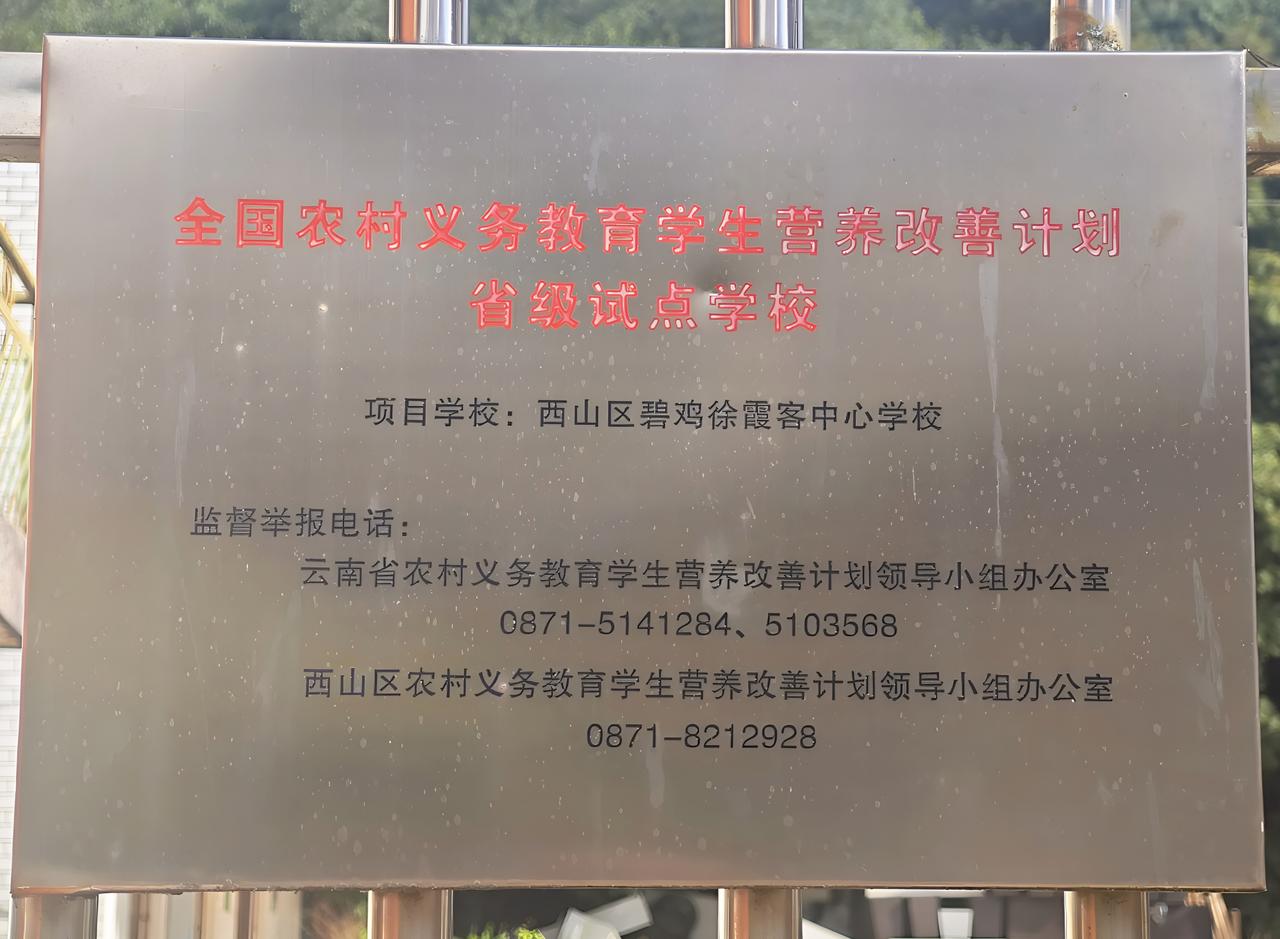 全国农村义务教育学生营养改善计划
省级试点学校
项目学校：西山区碧鸡徐霞客中心学校
监督举报电话：
云南省农村义务教育学生营养改善计划领导小组办公室
0871-5141284、5103568
西山区农村义务教育学生营养改善计划领导小组办公室
0871-8212928